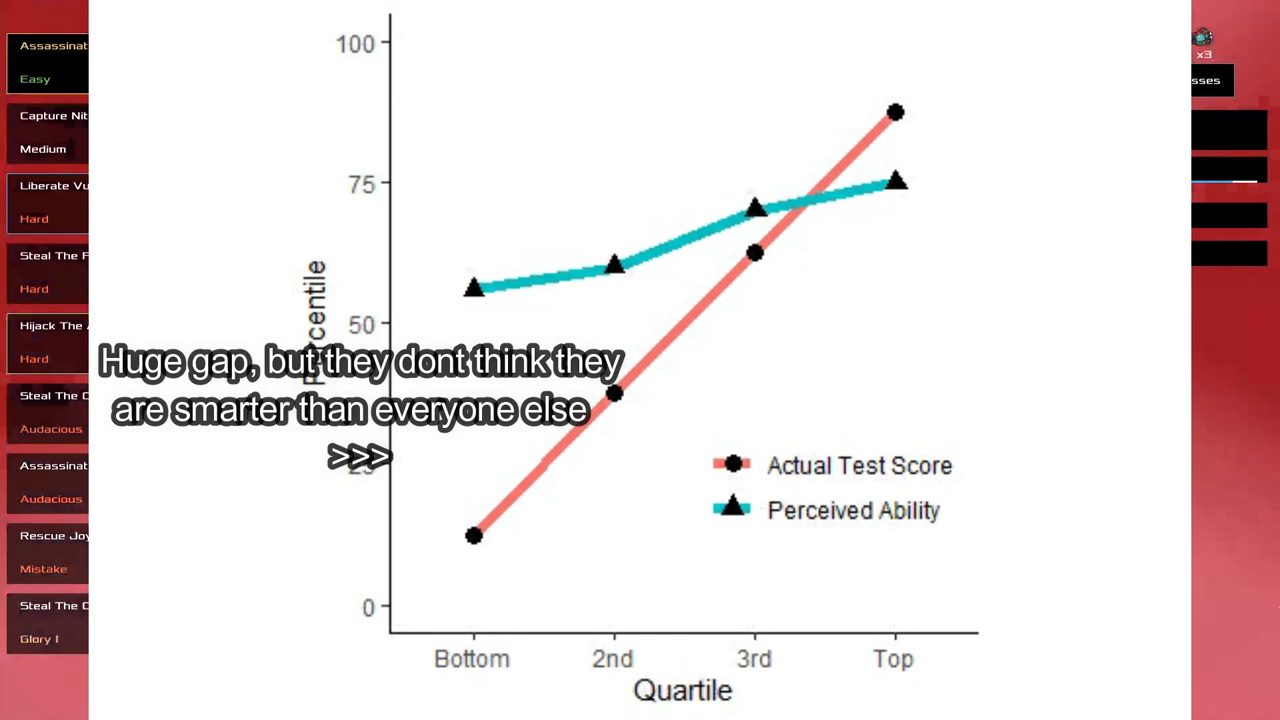 Assassinat
Easy
Capture Nit
Medium
Liberate Vu
Hard
Steal The F
Hard
Hijack The
Hard
Steal The C
Audacious
Assassinat
Audacious
Rescue Joy
Mistake
Steal The C
Glory
x3
sses
100
75
50
25
0
Percentile
Huge gap, but they dont think they
are smarter than everyone else
>>>
Actual Test Score
Perceived Ability
Bottom 2nd 3rd Top
Quartile